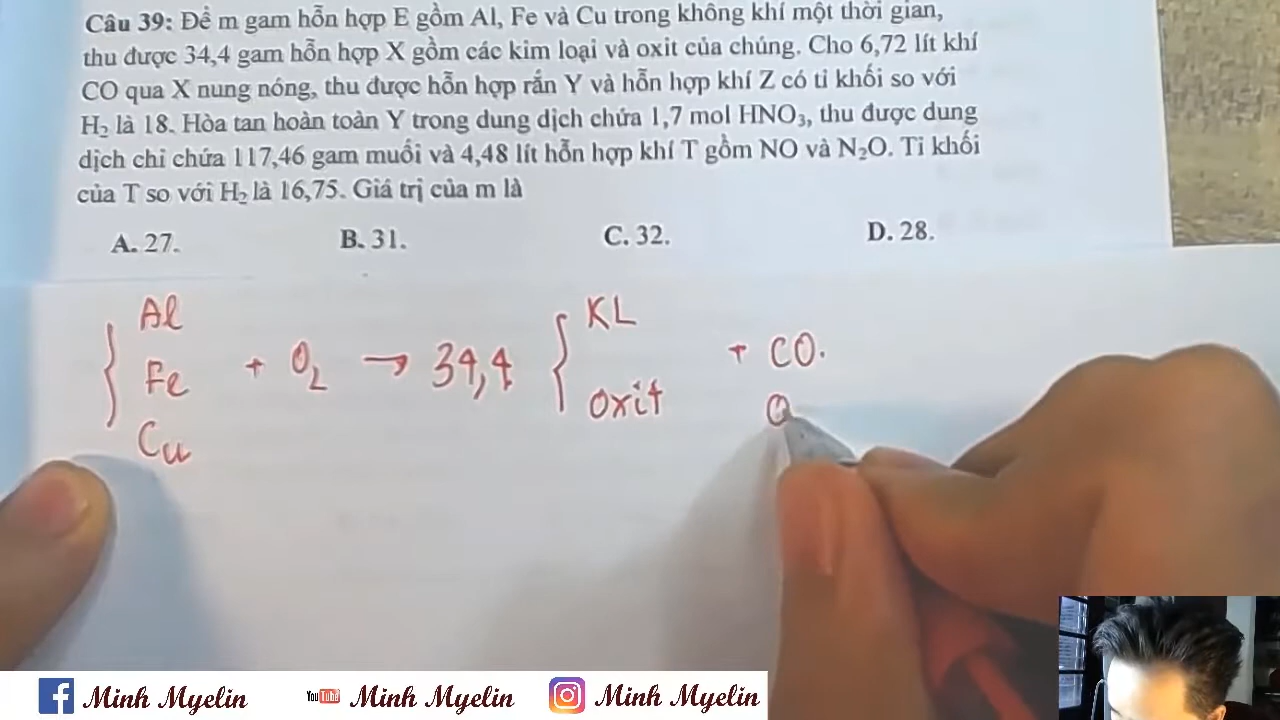 Câu 39: Để m gam hỗn hợp E gồm Al, Fe và Cu trong không khí một thời gian,
thu được 34,4 gam hỗn hợp X gồm các kim loại và oxit của chúng. Cho 6,72 lít khí
CO qua X nung nóng, thu được hỗn hợp rắn Y và hỗn hợp khí Z có tỉ khối so với
H₂ là 18. Hòa tan hoàn toàn Y trong dung dịch chứa 1,7 mol HNO₃, thu được dung
dịch chỉ chứa 117,46 gam muối và 4,48 lít hỗn hợp khí T gồm NO và N₂O. Tỉ khối
của T so với H₂ là 16,75. Giá trị của m là
A. 27. B. 31. C. 32. D. 28.
Al
Fe + O₂ → 34,4 { KL + CO.
Cu oxit O
Minh Myelin YouTube Minh Myelin Minh Myelin